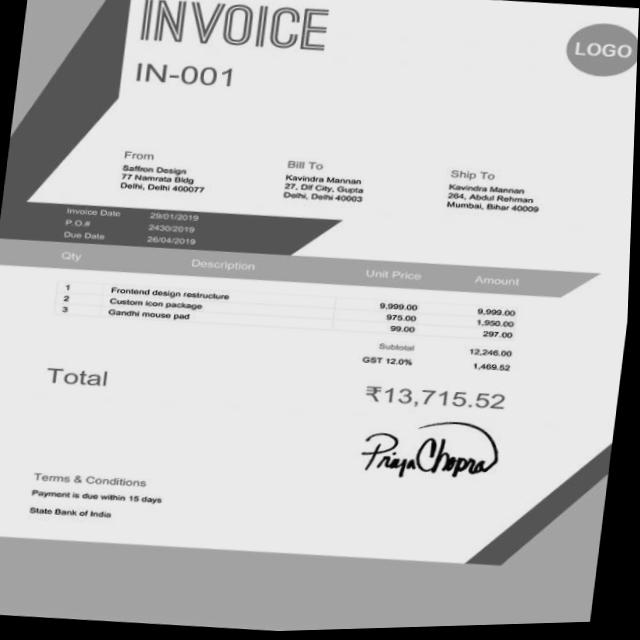 INVOICE
LOGO
IN-001
From
Saffron Design
77 Namrata Bldg
Delhi, Delhi 400077
Bill To
Kavindra Mannan
27, Dlf City, Gupta
Delhi, Delhi 40003
Ship To
Kavindra Mannan
264, Abdul Rehman
Mumbai, Bihar 40009
Invoice Date 29/01/2019
P.O.# 2430/2019
Due Date 26/04/2019
Qty Description Unit Price Amount
1 Frontend design restructure 9,999.00 9,999.00
2 Custom icon package 975.00 1,950.00
3 Gandhi mouse pad 99.00 297.00
Subtotal 12,246.00
GST 12.0% 1,469.52
Total ₹13,715.52
Priya Chopra
Terms & Conditions
Payment is due within 15 days
State Bank of India